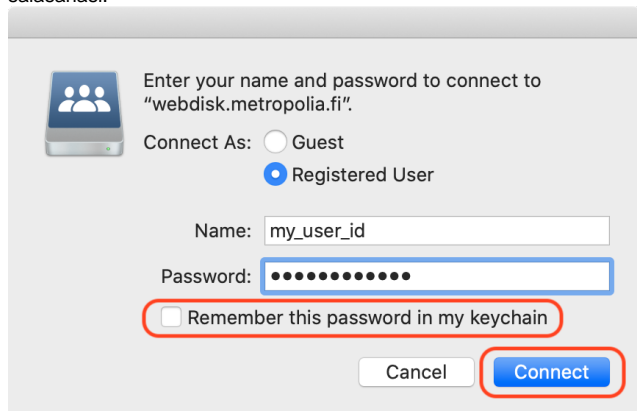 Enter your name and password to connect to
“webdisk.metropolia.fi”.
Connect As: Guest
Registered User
Name: my_user_id
Password: ••••••••••••
Remember this password in my keychain
Cancel Connect